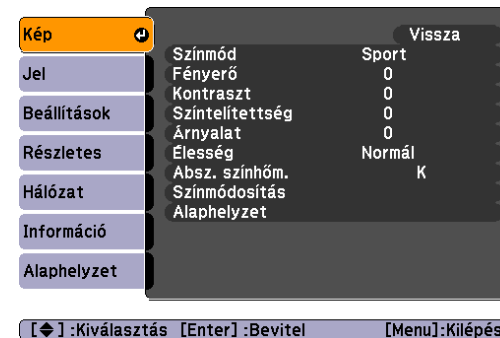 Kép
Jel
Beállítások
Részletes
Hálózat
Információ
Alaphelyzet
Vissza
Színmód Sport
Fényerő 0
Kontraszt 0
Színtelítettség 0
Árnyalat 0
Élesség Normál
Absz. színhőm. K
Színmódosítás
Alaphelyzet
[◆] :Kiválasztás [Enter] :Bevitel [Menu]:Kilépés